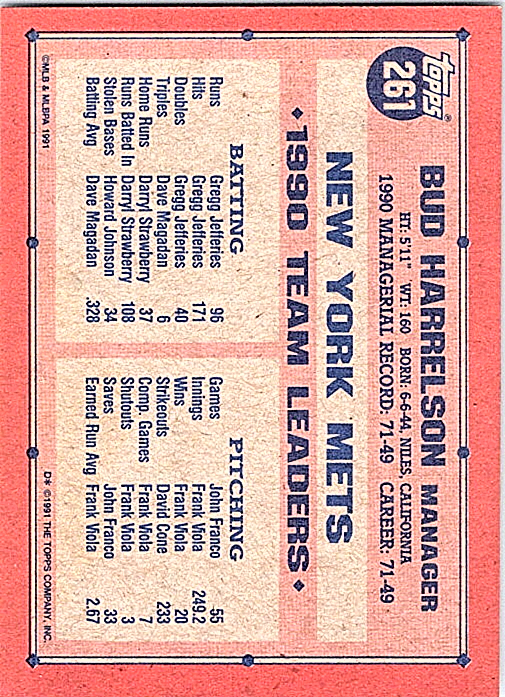 topps®
261
BUD HARRELSON MANAGER
HT: 5'11" WT: 160 BORN: 6-6-44, NILES, CALIFORNIA
1990 MANAGERIAL RECORD: 71-49 CAREER: 71-49
NEW YORK METS
♦ 1990 TEAM LEADERS ♦
BATTING
Runs Gregg Jefferies 96
Hits Gregg Jefferies 171
Doubles Gregg Jefferies 40
Triples Dave Magadan 6
Home Runs Darryl Strawberry 37
Runs Batted In Darryl Strawberry 108
Stolen Bases Howard Johnson 34
Batting Avg Dave Magadan .328
PITCHING
Games John Franco 55
Innings Frank Viola 249.2
Wins Frank Viola 20
Strikeouts David Cone 233
Comp. Games Frank Viola 7
Shutouts Frank Viola 3
Saves John Franco 33
Earned Run Avg Frank Viola 2.67
©MLB & MLBPA 1991
D* ©1991 THE TOPPS COMPANY, INC.